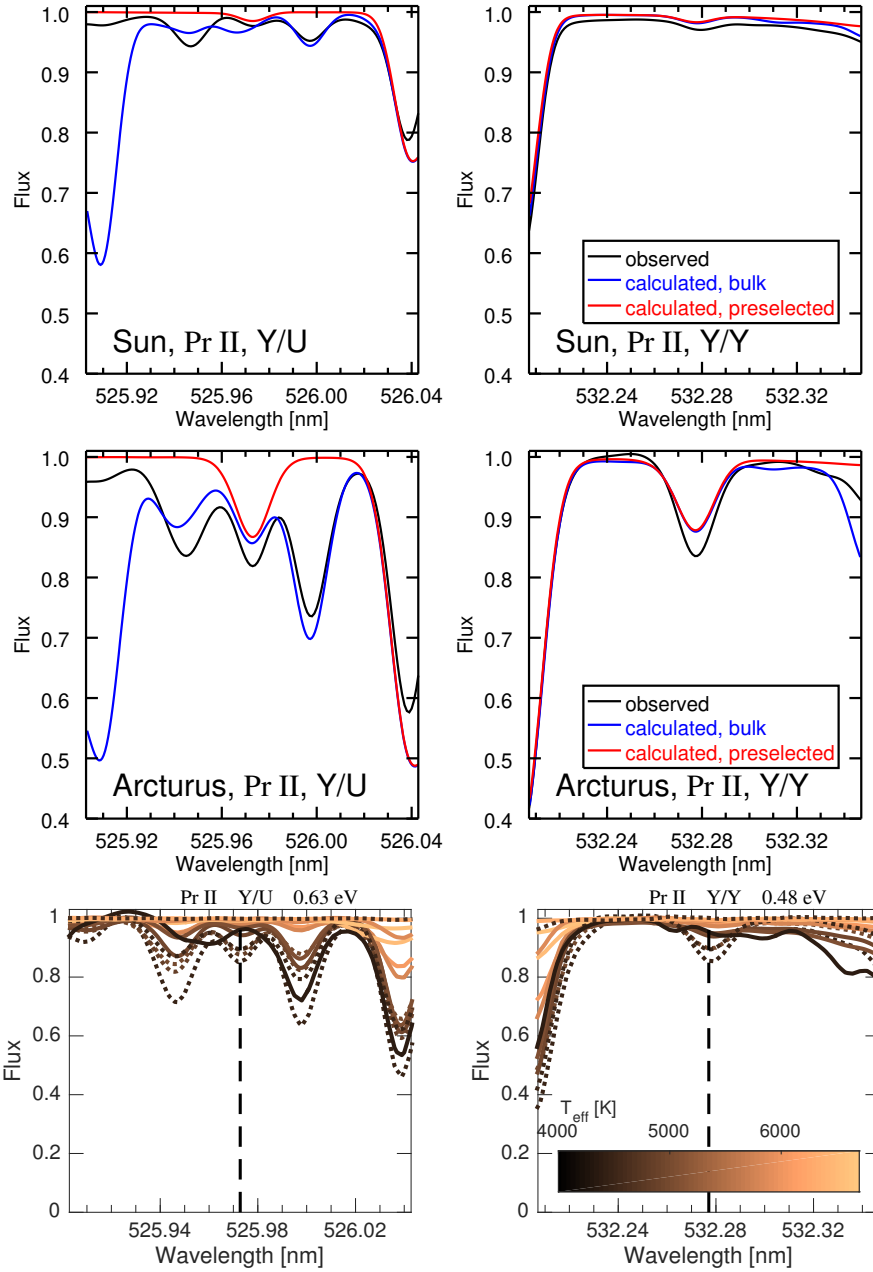 1.0
0.9
0.8
0.7
0.6
0.5
0.4
Flux
525.92 525.96 526.00 526.04
Wavelength [nm]
Sun, Pr II, Y/U
1.0
0.9
0.8
0.7
0.6
0.5
0.4
Flux
532.24 532.28 532.32
Wavelength [nm]
observed
calculated, bulk
calculated, preselected
Sun, Pr II, Y/Y
1.0
0.9
0.8
0.7
0.6
0.5
0.4
Flux
525.92 525.96 526.00 526.04
Wavelength [nm]
Arcturus, Pr II, Y/U
1.0
0.9
0.8
0.7
0.6
0.5
0.4
Flux
532.24 532.28 532.32
Wavelength [nm]
observed
calculated, bulk
calculated, preselected
Arcturus, Pr II, Y/Y
Pr II Y/U 0.63 eV
1
0.8
0.6
0.4
0.2
0
Flux
525.94 525.98 526.02
Wavelength [nm]
Pr II Y/Y 0.48 eV
1
0.8
0.6
0.4
0.2
0
Flux
T_eff [K]
4000 5000 6000
532.24 532.28 532.32
Wavelength [nm]